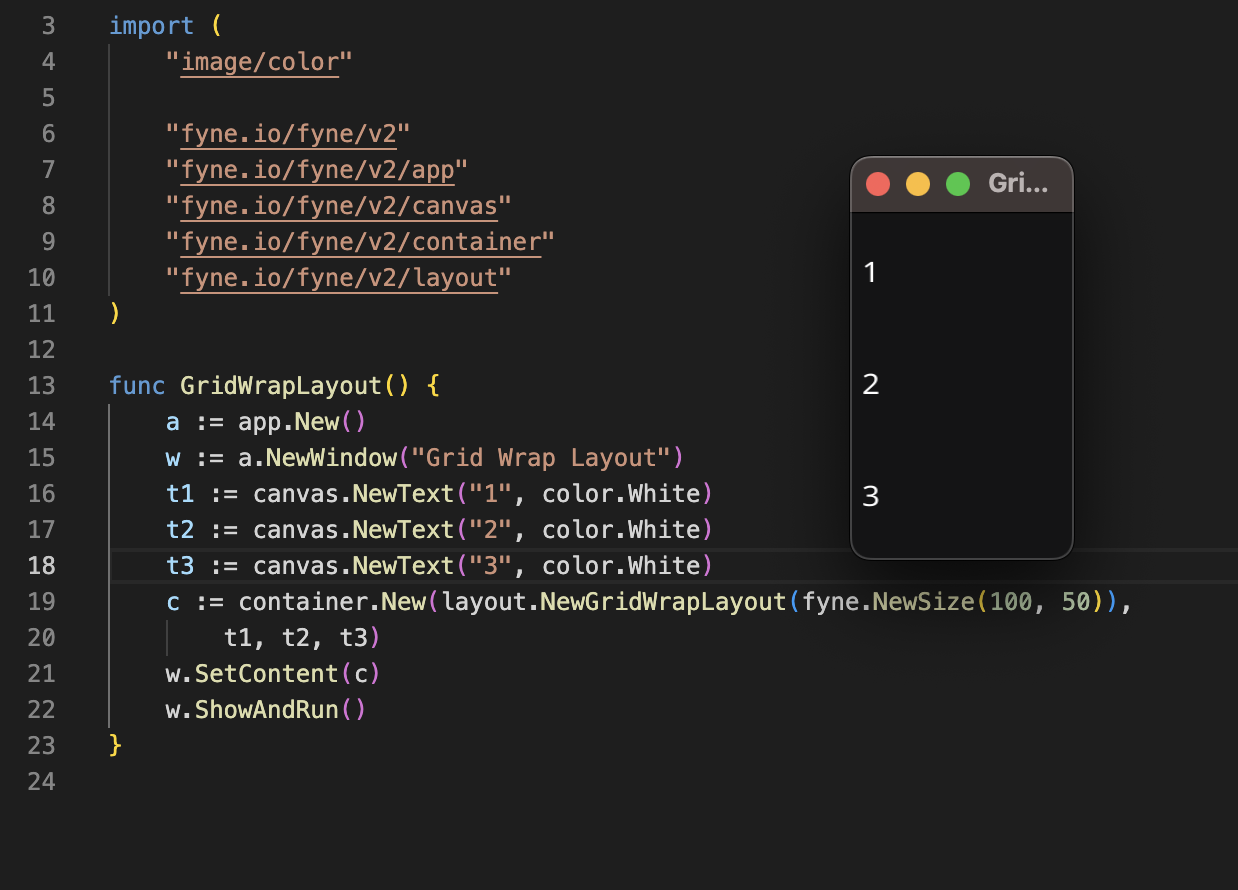 3 import (
4 "image/color"
5
6 "fyne.io/fyne/v2"
7 "fyne.io/fyne/v2/app"
8 "fyne.io/fyne/v2/canvas"
9 "fyne.io/fyne/v2/container"
10 "fyne.io/fyne/v2/layout"
11 )
12
13 func GridWrapLayout() {
14 a := app.New()
15 w := a.NewWindow("Grid Wrap Layout")
16 t1 := canvas.NewText("1", color.White)
17 t2 := canvas.NewText("2", color.White)
18 t3 := canvas.NewText("3", color.White)
19 c := container.New(layout.NewGridWrapLayout(fyne.NewSize(100, 50)),
20 t1, t2, t3)
21 w.SetContent(c)
22 w.ShowAndRun()
23 }
24
Gri...
1
2
3